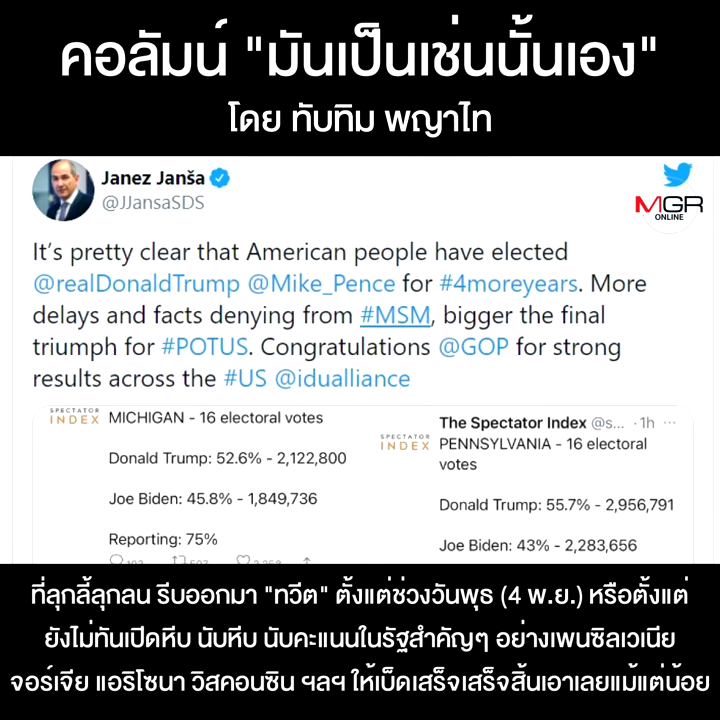 คอลัมน์ "มันเป็นเช่นนั้นเอง"
โดย ทับทิม พญาไท
Janez Janša
@JJansaSDS
MGR
ONLINE
It's pretty clear that American people have elected
@realDonaldTrump @Mike_Pence for #4moreyears. More
delays and facts denying from #MSM, bigger the final
triumph for #POTUS. Congratulations @GOP for strong
results across the #US @idualliance
SPECTATOR
INDEX
MICHIGAN - 16 electoral votes
Donald Trump: 52.6% - 2,122,800
Joe Biden: 45.8% - 1,849,736
Reporting: 75%
The Spectator Index @s... · 1h ···
SPECTATOR
INDEX
PENNSYLVANIA - 16 electoral
votes
Donald Trump: 55.7% - 2,956,791
Joe Biden: 43% - 2,283,656
ที่ลุกลี้ลุกลน รีบออกมา "ทวีต" ตั้งแต่ช่วงวันพุธ (4 พ.ย.) หรือตั้งแต่
ยังไม่ทันเปิดหีบ นับหีบ นับคะแนนในรัฐสำคัญๆ อย่างเพนซิลเวเนีย
จอร์เจีย แอริโซนา วิสคอนซิน ฯลฯ ให้เบ็ดเสร็จเสร็จสิ้นเอาเลยแม้แต่น้อย